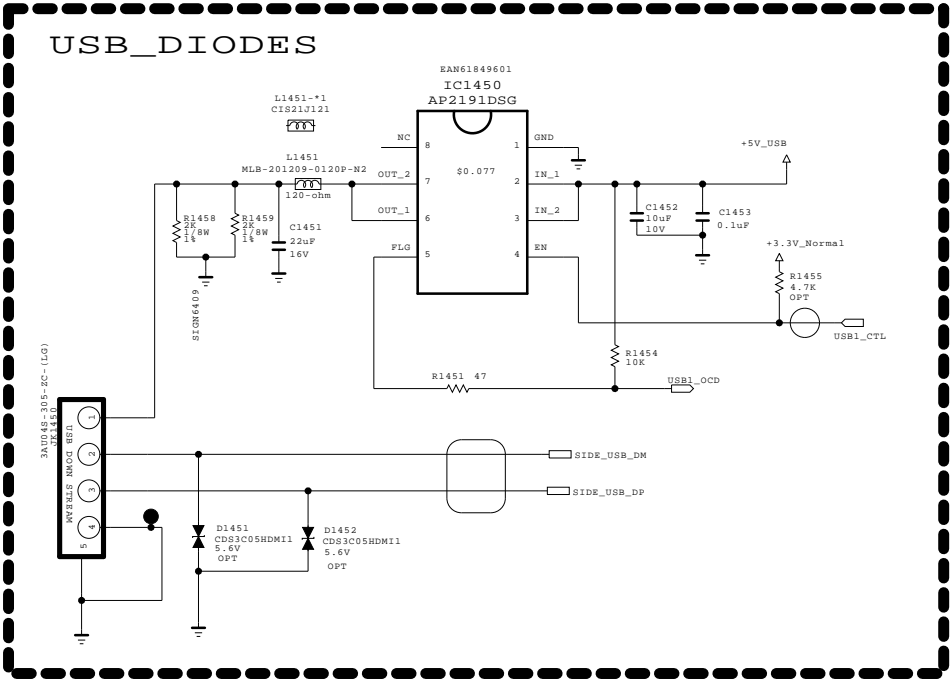 USB_DIODES
EAN61849601
IC1450
AP2191DSG
L1451-*1
CIS21J121
L1451
MLB-201209-0120P-N2
120-ohm
NC
8
OUT_2
7
OUT_1
6
FLG
5
$0.077
1
GND
2
IN_1
3
IN_2
4
EN
+5V_USB
R1458
2K
1/8W
1%
R1459
2K
1/8W
1%
C1451
22uF
16V
C1452
10uF
10V
C1453
0.1uF
+3.3V_Normal
R1455
4.7K
OPT
USB1_CTL
SIGN6409
R1454
10K
R1451 47
USB1_OCD
3AU04S-305-ZC-(LG)
JK1450
USB DOWN STREAM
1
2
3
4
5
SIDE_USB_DM
SIDE_USB_DP
D1451
CDS3C05HDMI1
5.6V
OPT
D1452
CDS3C05HDMI1
5.6V
OPT